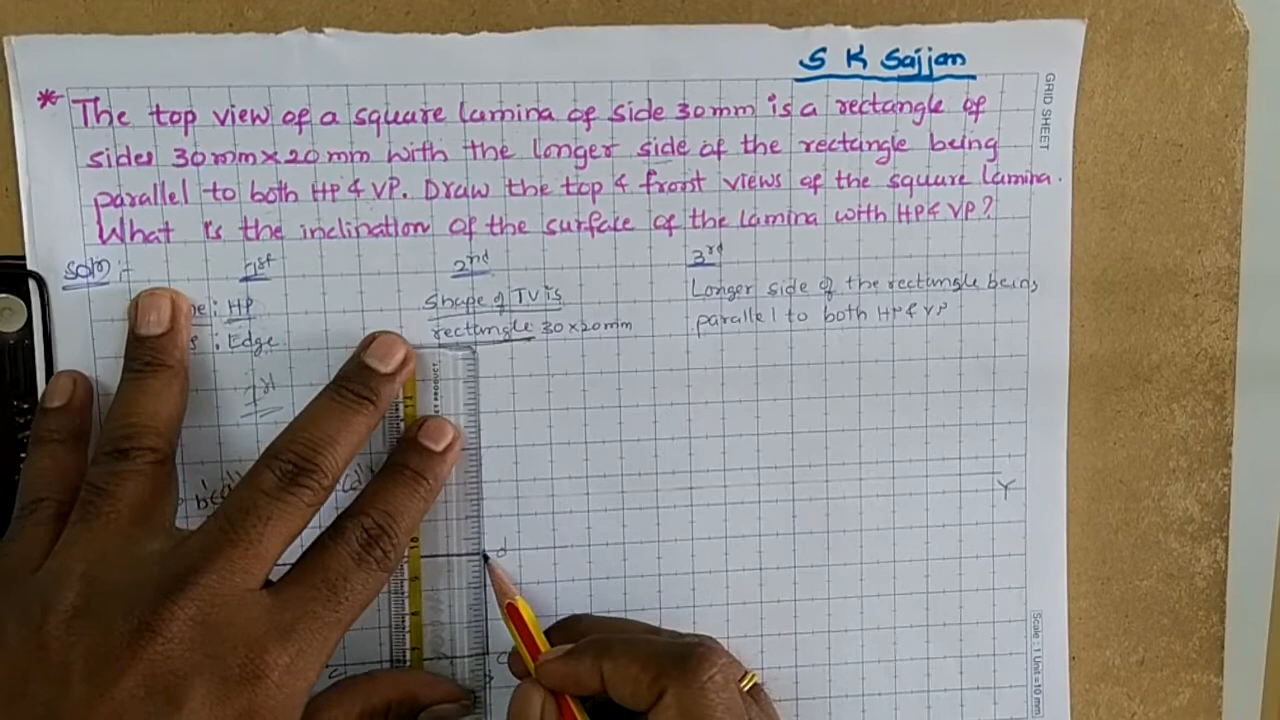 S K Sajjan
GRID SHEET
* The top view of a square lamina of side 30mm is a rectangle of
sides 30mm×20mm with the longer side of the rectangle being
parallel to both HP & VP. Draw the top & front views of the square lamina.
What is the inclination of the surface of the lamina with HP & VP?
Soln :-
1st
2nd
3rd
: HP
Shape of TV is
Longer side of the rectangle being
: Edge
rectangle 30×20mm
parallel to both HP & VP
1st
Y
d
c
Scale : 1 Unit = 10 mm